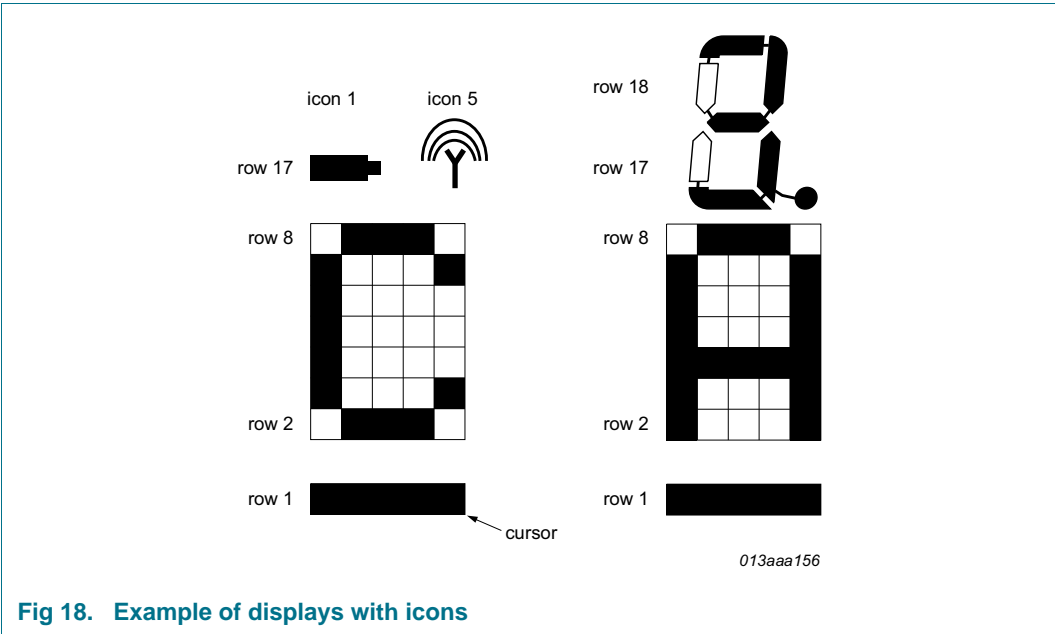 icon 1 icon 5
row 17
row 8
row 2
row 1
cursor
row 18
row 17
row 8
row 2
row 1
013aaa156
Fig 18. Example of displays with icons